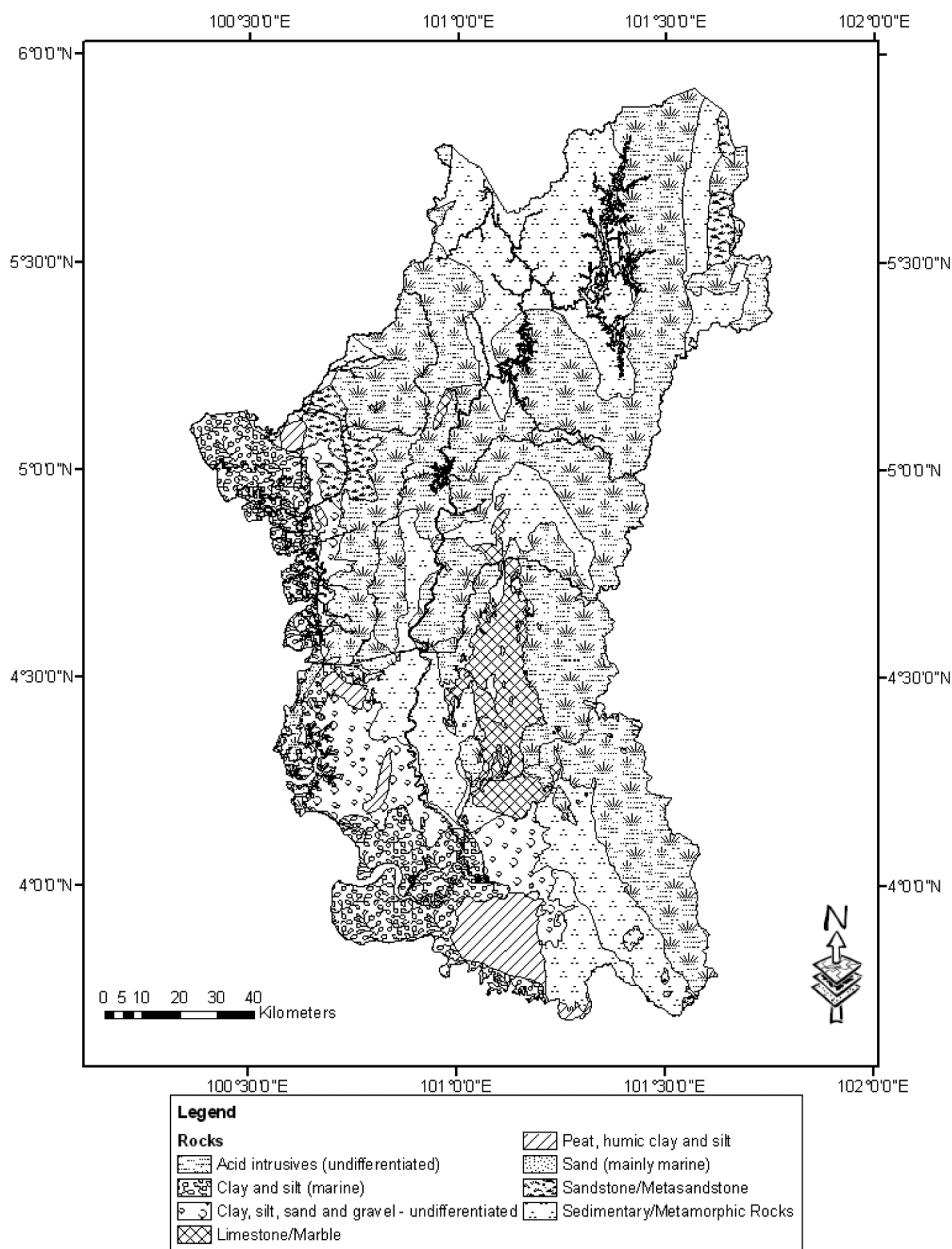 100°30'0"E 101°0'0"E 101°30'0"E 102°0'0"E
6°0'0"N
5°30'0"N 5°30'0"N
5°0'0"N 5°0'0"N
4°30'0"N 4°30'0"N
4°0'0"N 4°0'0"N
N
0 5 10 20 30 40
Kilometers
100°30'0"E 101°0'0"E 101°30'0"E 102°0'0"E
Legend
Rocks
Acid intrusives (undifferentiated)
Clay and silt (marine)
Clay, silt, sand and gravel - undifferentiated
Limestone/Marble
Peat, humic clay and silt
Sand (mainly marine)
Sandstone/Metasandstone
Sedimentary/Metamorphic Rocks